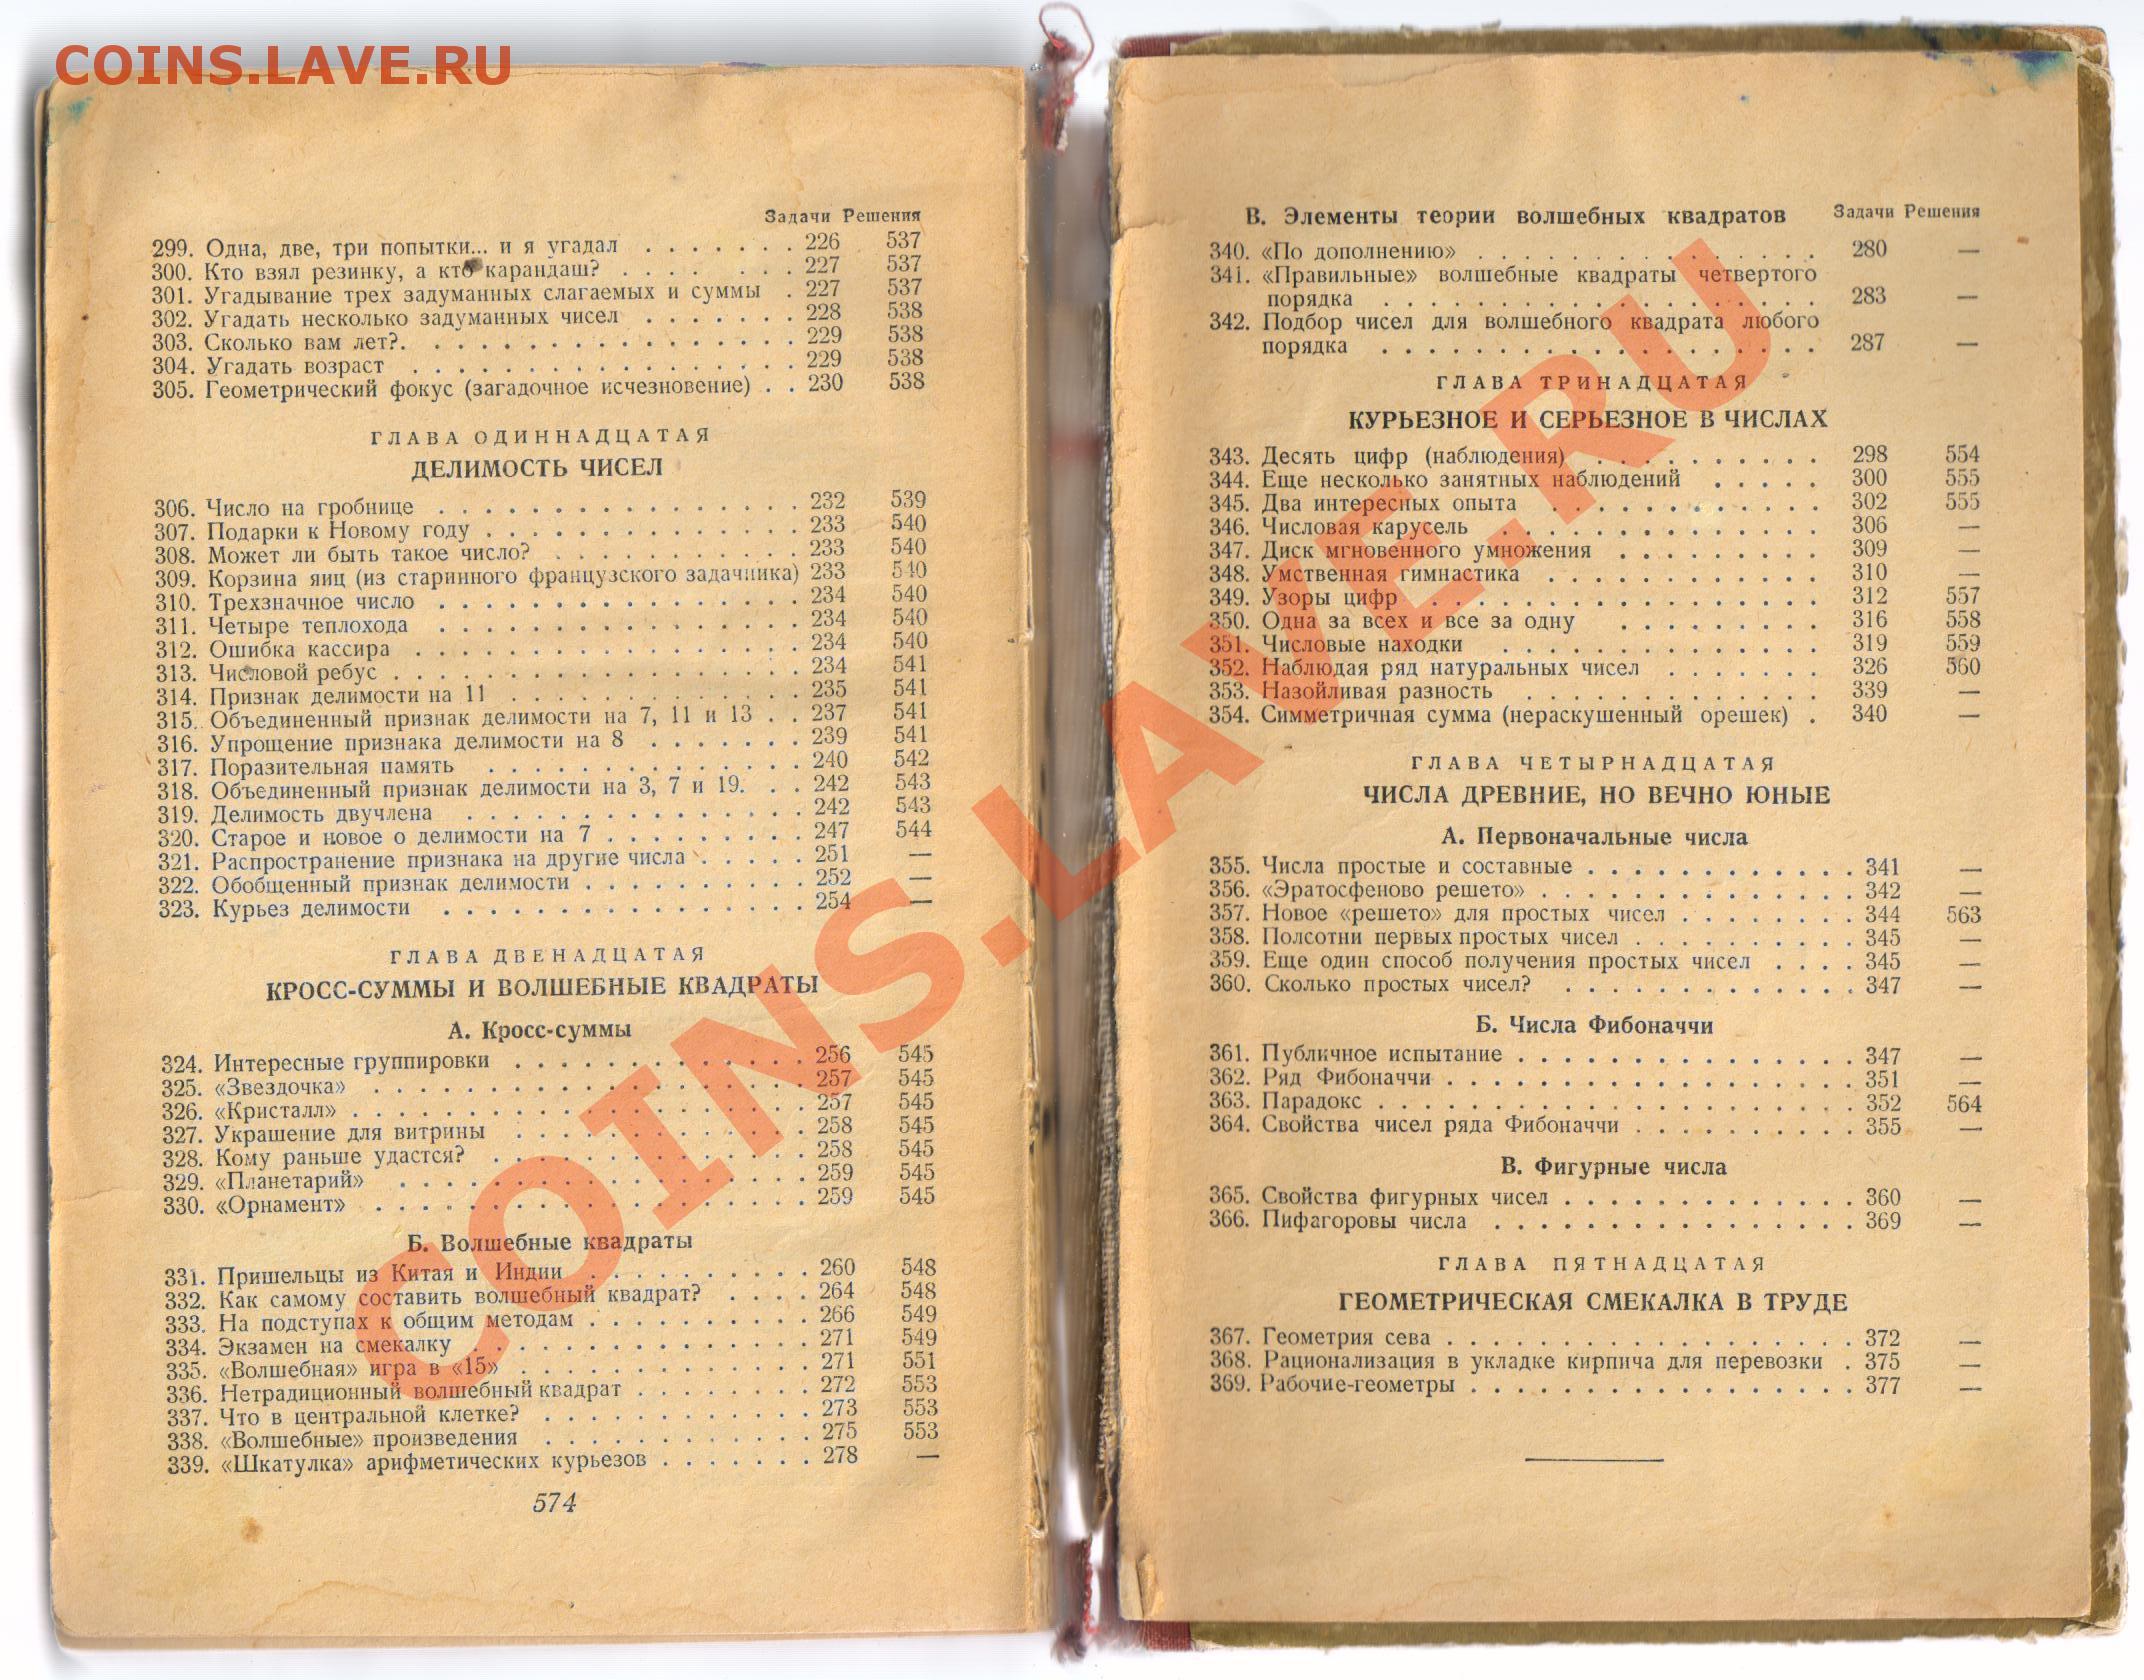 COINS.LAVE.RU
Задачи Решения
299. Одна, две, три попытки... и я угадал . . . . . . . 226 537
300. Кто взял резинку, а кто карандаш? . . . . . . . 227 537
301. Угадывание трех задуманных слагаемых и суммы . 227 537
302. Угадать несколько задуманных чисел . . . . . . . 228 538
303. Сколько вам лет?. . . . . . . . . . . . . . . . . 229 538
304. Угадать возраст . . . . . . . . . . . . . . . . . 229 538
305. Геометрический фокус (загадочное исчезновение) . . 230 538
ГЛАВА ОДИННАДЦАТАЯ
ДЕЛИМОСТЬ ЧИСЕЛ
306. Число на гробнице . . . . . . . . . . . . . . . . 232 539
307. Подарки к Новому году . . . . . . . . . . . . . . 233 540
308. Может ли быть такое число? . . . . . . . . . . . 233 540
309. Корзина яиц (из старинного французского задачника) 233 540
310. Трехзначное число . . . . . . . . . . . . . . . . 234 540
311. Четыре теплохода . . . . . . . . . . . . . . . . 234 540
312. Ошибка кассира . . . . . . . . . . . . . . . . . 234 540
313. Числовой ребус . . . . . . . . . . . . . . . . . . 234 541
314. Признак делимости на 11 . . . . . . . . . . . . . 235 541
315. Объединенный признак делимости на 7, 11 и 13 . . 237 541
316. Упрощение признака делимости на 8 . . . . . . . 239 541
317. Поразительная память . . . . . . . . . . . . . . 240 542
318. Объединенный признак делимости на 3, 7 и 19. . . 242 543
319. Делимость двучлена . . . . . . . . . . . . . . . 242 543
320. Старое и новое о делимости на 7 . . . . . . . . . 247 544
321. Распространение признака на другие числа . . . . . 251 —
322. Обобщенный признак делимости . . . . . . . . . . 252 —
323. Курьез делимости . . . . . . . . . . . . . . . . 254 —
ГЛАВА ДВЕНАДЦАТАЯ
КРОСС-СУММЫ И ВОЛШЕБНЫЕ КВАДРАТЫ
А. Кросс-суммы
324. Интересные группировки . . . . . . . . . . . . . 256 545
325. «Звездочка» . . . . . . . . . . . . . . . . . . . 257 545
326. «Кристалл» . . . . . . . . . . . . . . . . . . . . 257 545
327. Украшение для витрины . . . . . . . . . . . . . 258 545
328. Кому раньше удастся? . . . . . . . . . . . . . . 258 545
329. «Планетарий» . . . . . . . . . . . . . . . . . . 259 545
330. «Орнамент» . . . . . . . . . . . . . . . . . . . 259 545
Б. Волшебные квадраты
331. Пришельцы из Китая и Индии . . . . . . . . . . 260 548
332. Как самому составить волшебный квадрат? . . . . 264 548
333. На подступах к общим методам . . . . . . . . . . 266 549
334. Экзамен на смекалку . . . . . . . . . . . . . . . 271 549
335. «Волшебная» игра в «15» . . . . . . . . . . . . . 271 551
336. Нетрадиционный волшебный квадрат . . . . . . . . 272 553
337. Что в центральной клетке? . . . . . . . . . . . . 273 553
338. «Волшебные» произведения . . . . . . . . . . . . 275 553
339. «Шкатулка» арифметических курьезов . . . . . . . 278 —
574
В. Элементы теории волшебных квадратов Задачи Решения
340. «По дополнению» . . . . . . . . . . . . . . . 280 —
341. «Правильные» волшебные квадраты четвертого
порядка . . . . . . . . . . . . . . . . . . . 283 —
342. Подбор чисел для волшебного квадрата любого
порядка . . . . . . . . . . . . . . . . . . . 287 —
ГЛАВА ТРИНАДЦАТАЯ
КУРЬЕЗНОЕ И СЕРЬЕЗНОЕ В ЧИСЛАХ
343. Десять цифр (наблюдения) . . . . . . . . . . 298 554
344. Еще несколько занятных наблюдений . . . . . 300 555
345. Два интересных опыта . . . . . . . . . . . . 302 555
346. Числовая карусель . . . . . . . . . . . . . . 306 —
347. Диск мгновенного умножения . . . . . . . . . 309 —
348. Умственная гимнастика . . . . . . . . . . . . 310 —
349. Узоры цифр . . . . . . . . . . . . . . . . . 312 557
350. Одна за всех и все за одну . . . . . . . . . 316 558
351. Числовые находки . . . . . . . . . . . . . . 319 559
352. Наблюдая ряд натуральных чисел . . . . . . . 326 560
353. Назойливая разность . . . . . . . . . . . . . 339 —
354. Симметричная сумма (нераскушенный орешек) . 340 —
ГЛАВА ЧЕТЫРНАДЦАТАЯ
ЧИСЛА ДРЕВНИЕ, НО ВЕЧНО ЮНЫЕ
А. Первоначальные числа
355. Числа простые и составные . . . . . . . . . . . . 341 —
356. «Эратосфеново решето» . . . . . . . . . . . . . . 342 —
357. Новое «решето» для простых чисел . . . . . . . . 344 563
358. Полсотни первых простых чисел . . . . . . . . . . 345 —
359. Еще один способ получения простых чисел . . . . 345 —
360. Сколько простых чисел? . . . . . . . . . . . . . 347 —
Б. Числа Фибоначчи
361. Публичное испытание . . . . . . . . . . . . . . . 347 —
362. Ряд Фибоначчи . . . . . . . . . . . . . . . . . . 351 —
363. Парадокс . . . . . . . . . . . . . . . . . . . . . 352 564
364. Свойства чисел ряда Фибоначчи . . . . . . . . . . 355 —
В. Фигурные числа
365. Свойства фигурных чисел . . . . . . . . . . . . . 360 —
366. Пифагоровы числа . . . . . . . . . . . . . . . . 369 —
ГЛАВА ПЯТНАДЦАТАЯ
ГЕОМЕТРИЧЕСКАЯ СМЕКАЛКА В ТРУДЕ
367. Геометрия сева . . . . . . . . . . . . . . . . . . 372 —
368. Рационализация в укладке кирпича для перевозки . 375 —
369. Рабочие-геометры . . . . . . . . . . . . . . . . . 377 —
COINS.LAVE.RU